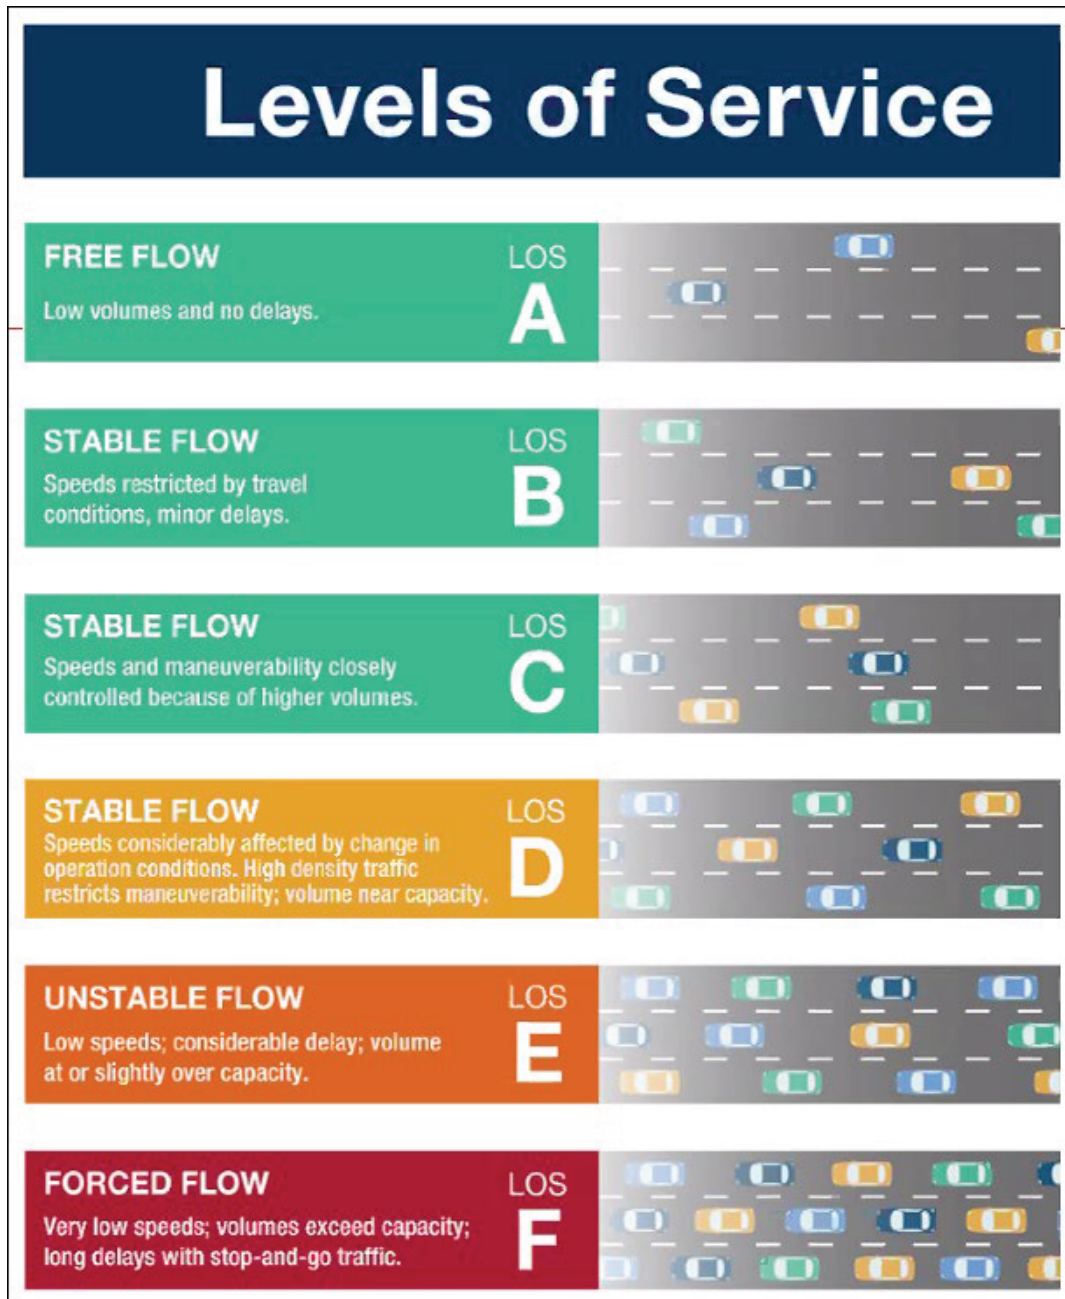 Levels of Service
FREE FLOW
Low volumes and no delays.
LOS
A
STABLE FLOW
Speeds restricted by travel
conditions, minor delays.
LOS
B
STABLE FLOW
Speeds and maneuverability closely
controlled because of higher volumes.
LOS
C
STABLE FLOW
Speeds considerably affected by change in
operation conditions. High density traffic
restricts maneuverability; volume near capacity.
LOS
D
UNSTABLE FLOW
Low speeds; considerable delay; volume
at or slightly over capacity.
LOS
E
FORCED FLOW
Very low speeds; volumes exceed capacity;
long delays with stop-and-go traffic.
LOS
F